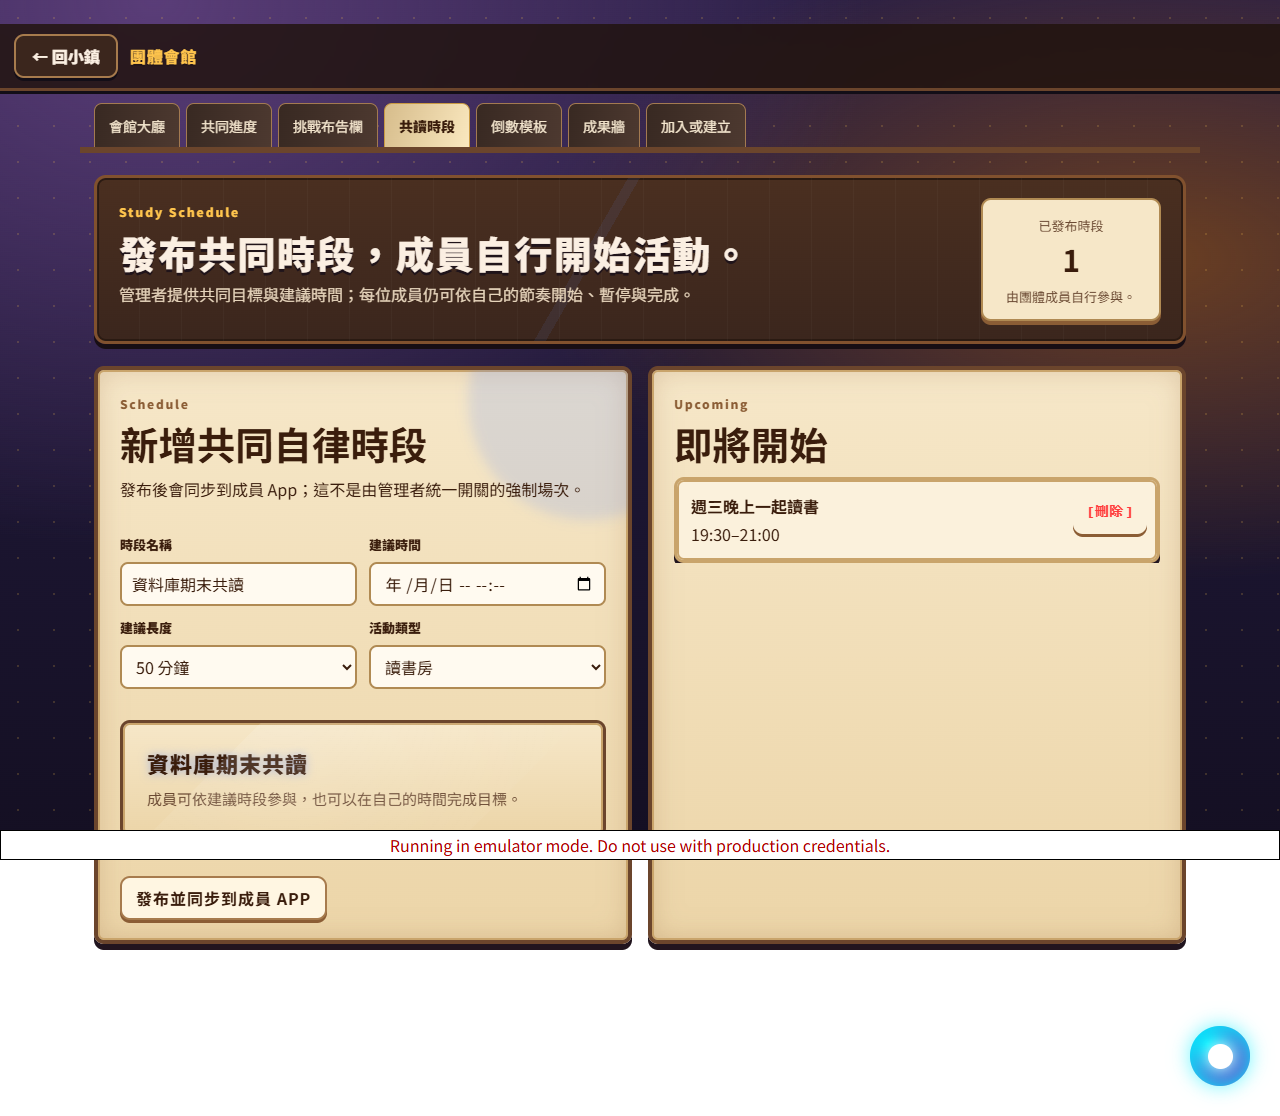 ← 回小鎮
團體會館
會館大廳
共同進度
挑戰布告欄
共讀時段
倒數模板
成果牆
加入或建立
Study Schedule
發布共同時段，成員自行開始活動。
管理者提供共同目標與建議時間；每位成員仍可依自己的節奏開始、暫停與完成。
已發布時段
1
由團體成員自行參與。
Schedule
新增共同自律時段
發布後會同步到成員 App；這不是由管理者統一開關的強制場次。
時段名稱
建議時間
資料庫期末共讀
年 /月/日 -- --:--
建議長度
活動類型
50 分鐘
讀書房
資料庫期末共讀
成員可依建議時段參與，也可以在自己的時間完成目標。
發布並同步到成員 APP
Upcoming
即將開始
週三晚上一起讀書
19:30–21:00
[ 刪除 ]
Running in emulator mode. Do not use with production credentials.